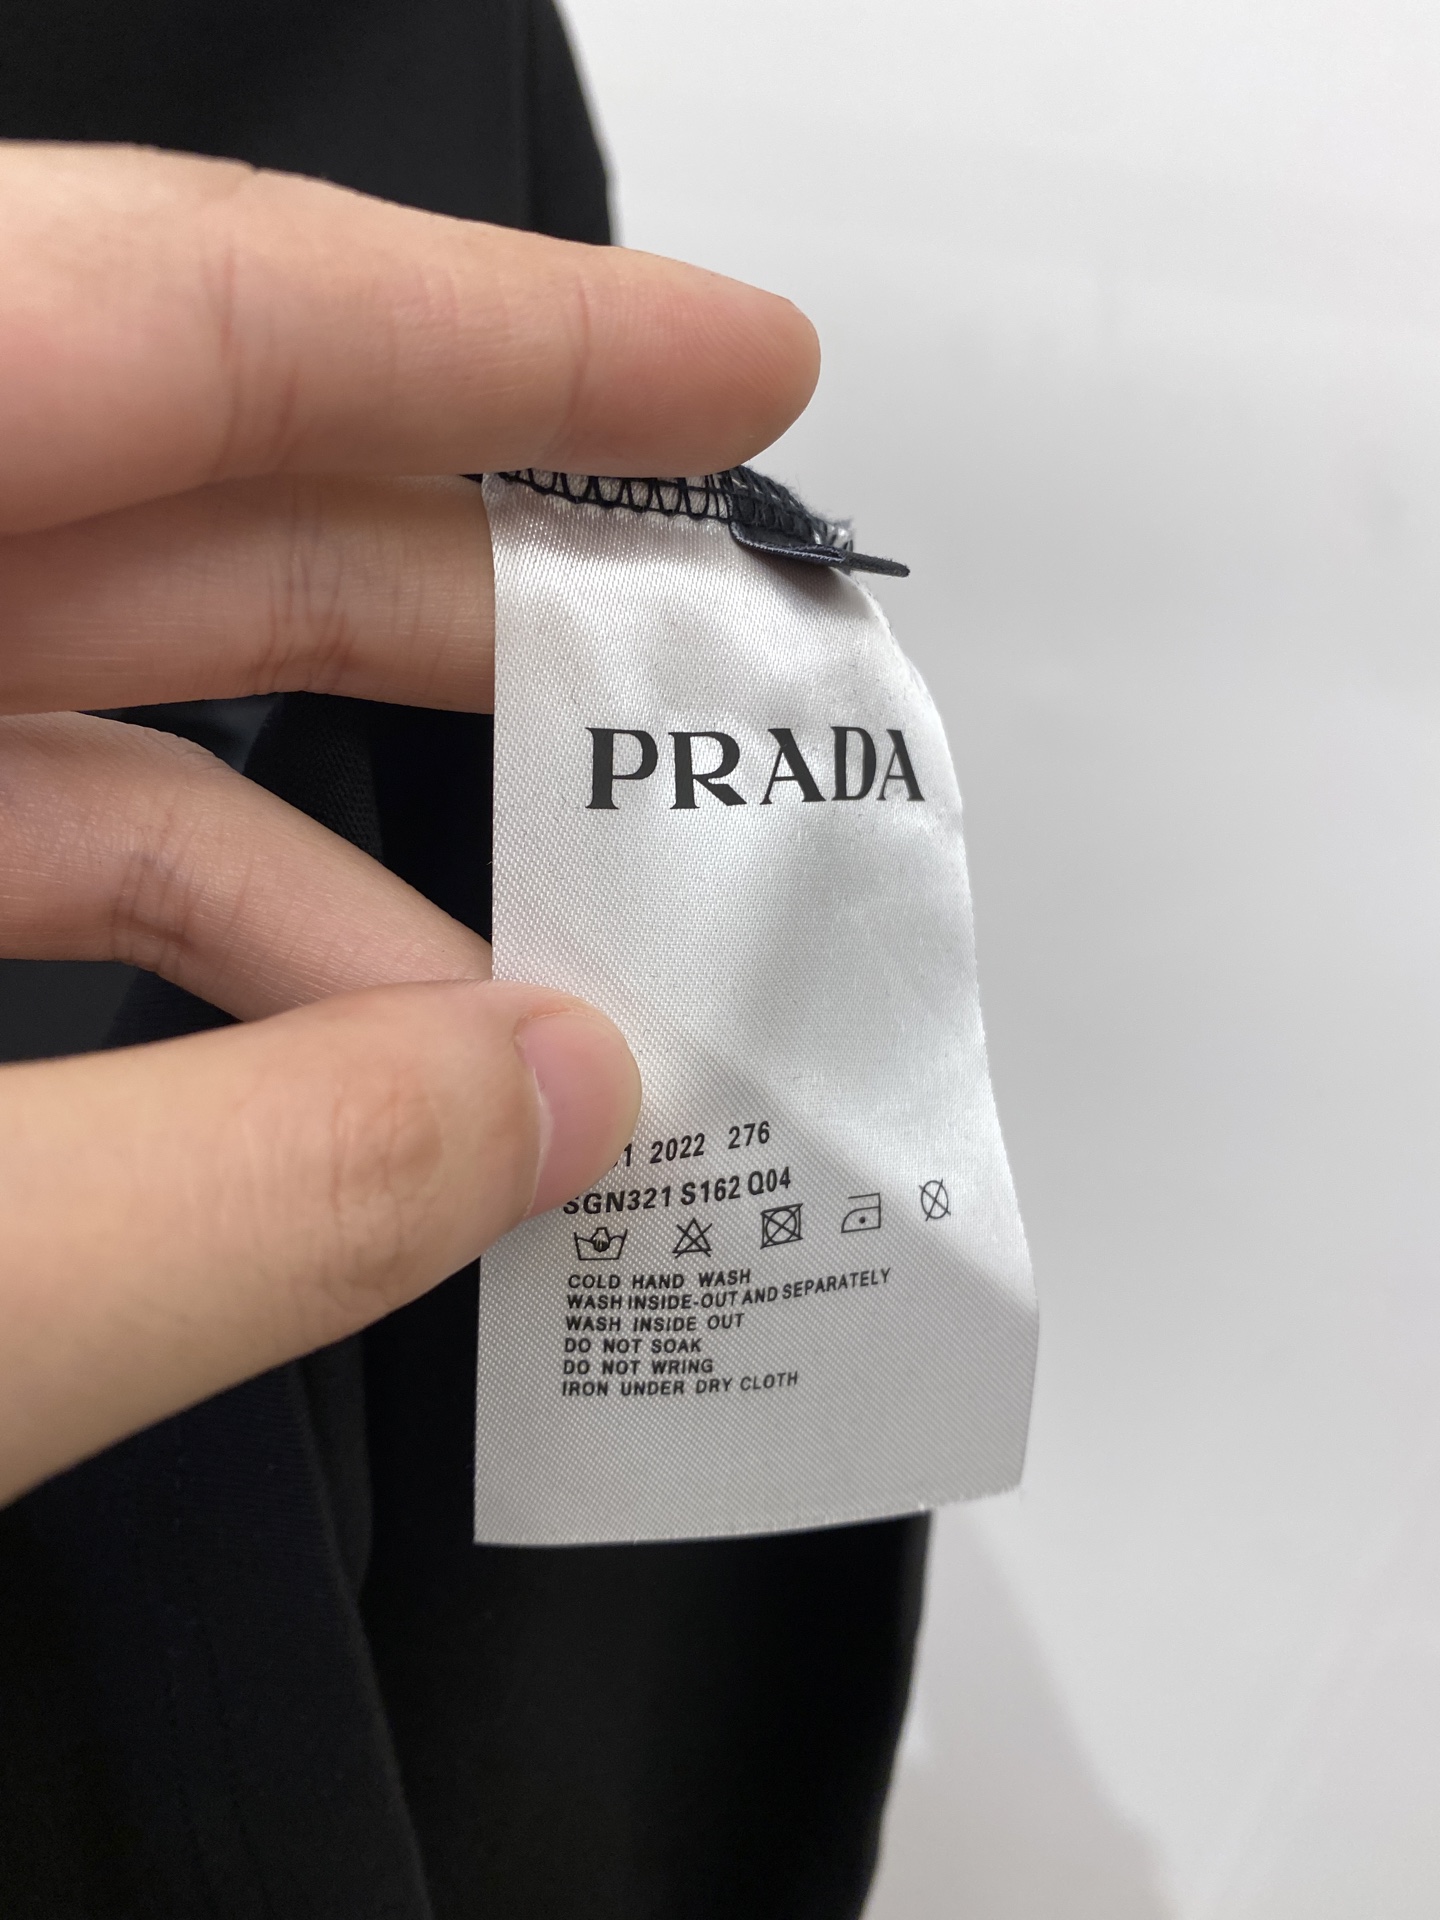 PRADA
1 2022 276
SGN321 S162 Q04
COLD HAND WASH
WASH INSIDE-OUT AND SEPARATELY
WASH INSIDE OUT
DO NOT SOAK
DO NOT WRING
IRON UNDER DRY CLOTH